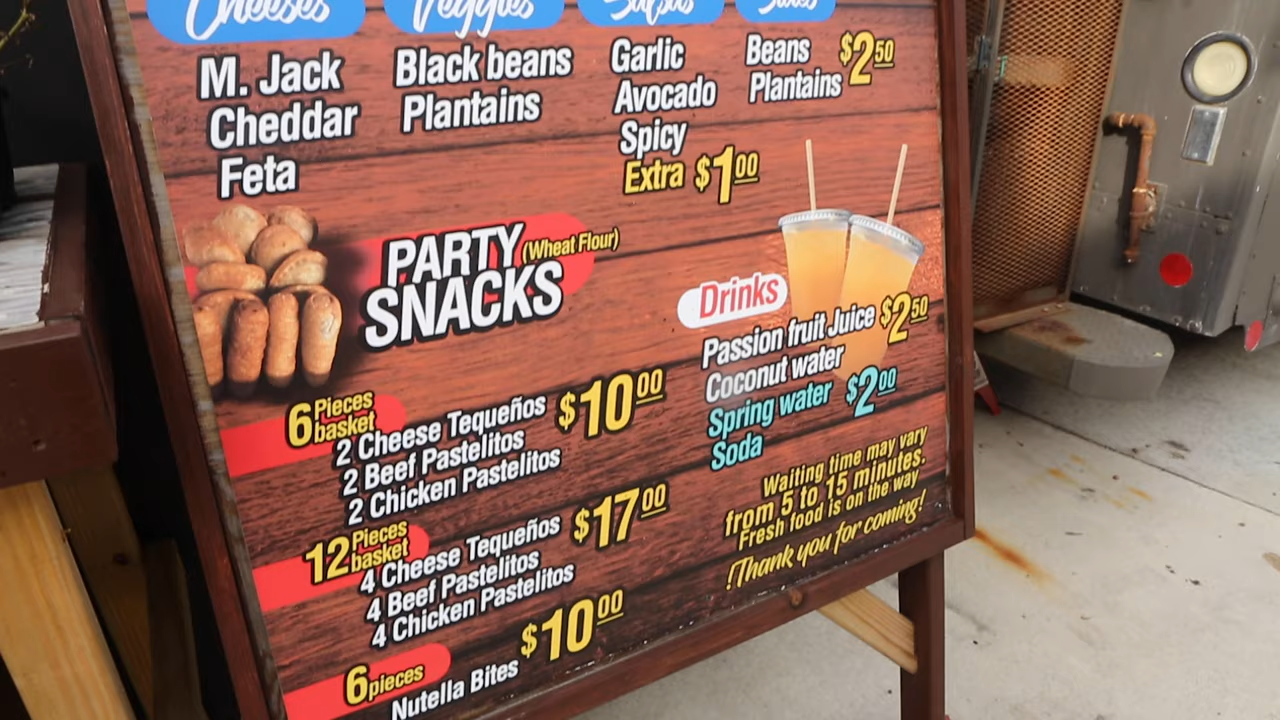 Cheeses
M. Jack
Cheddar
Feta
Veggies
Black beans
Plantains
Salsas
Garlic
Avocado
Spicy
Extra $1 00
Sides
Beans
Plantains $2 50
PARTY (Wheat Flour)
SNACKS
6 Pieces basket
2 Cheese Tequeños $10 00
2 Beef Pastelitos
2 Chicken Pastelitos
12 Pieces basket
4 Cheese Tequeños $17 00
4 Beef Pastelitos
4 Chicken Pastelitos
6 pieces
Nutella Bites $10 00
Drinks
Passion fruit Juice $2 50
Coconut water
Spring water $2 00
Soda
Waiting time may vary
from 5 to 15 minutes.
Fresh food is on the way
!Thank you for coming!